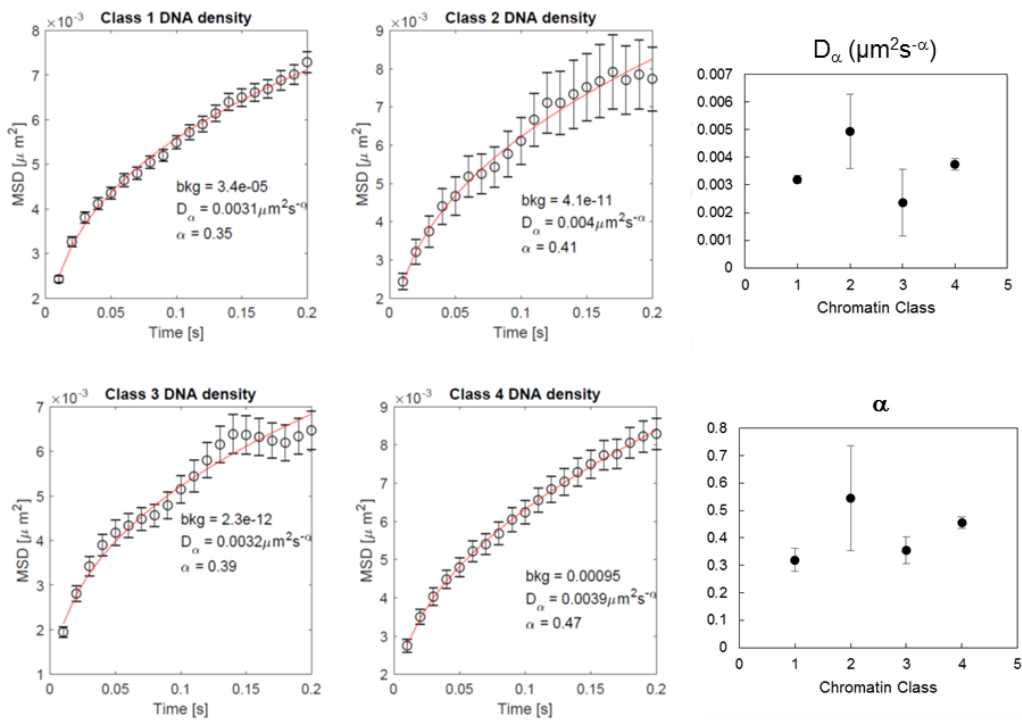 Class 1 DNA density
×10⁻³
8
7
6
5
4
3
2
MSD [μ m²]
bkg = 3.4e-05
Dα = 0.0031μm²s⁻α
α = 0.35
0 0.05 0.1 0.15 0.2
Time [s]
Class 2 DNA density
×10⁻³
9
8
7
6
5
4
3
2
MSD [μ m²]
bkg = 4.1e-11
Dα = 0.004μm²s⁻α
α = 0.41
0 0.05 0.1 0.15 0.2
Time [s]
Dα (μm²s⁻α)
0.007
0.006
0.005
0.004
0.003
0.002
0.001
0
0 1 2 3 4 5
Chromatin Class
Class 3 DNA density
×10⁻³
7
6
5
4
3
2
1
MSD [μ m²]
bkg = 2.3e-12
Dα = 0.0032μm²s⁻α
α = 0.39
0 0.05 0.1 0.15 0.2
Time [s]
Class 4 DNA density
×10⁻³
9
8
7
6
5
4
3
2
MSD [μ m²]
bkg = 0.00095
Dα = 0.0039μm²s⁻α
α = 0.47
0 0.05 0.1 0.15 0.2
Time [s]
α
0.8
0.7
0.6
0.5
0.4
0.3
0.2
0.1
0
0 1 2 3 4 5
Chromatin Class